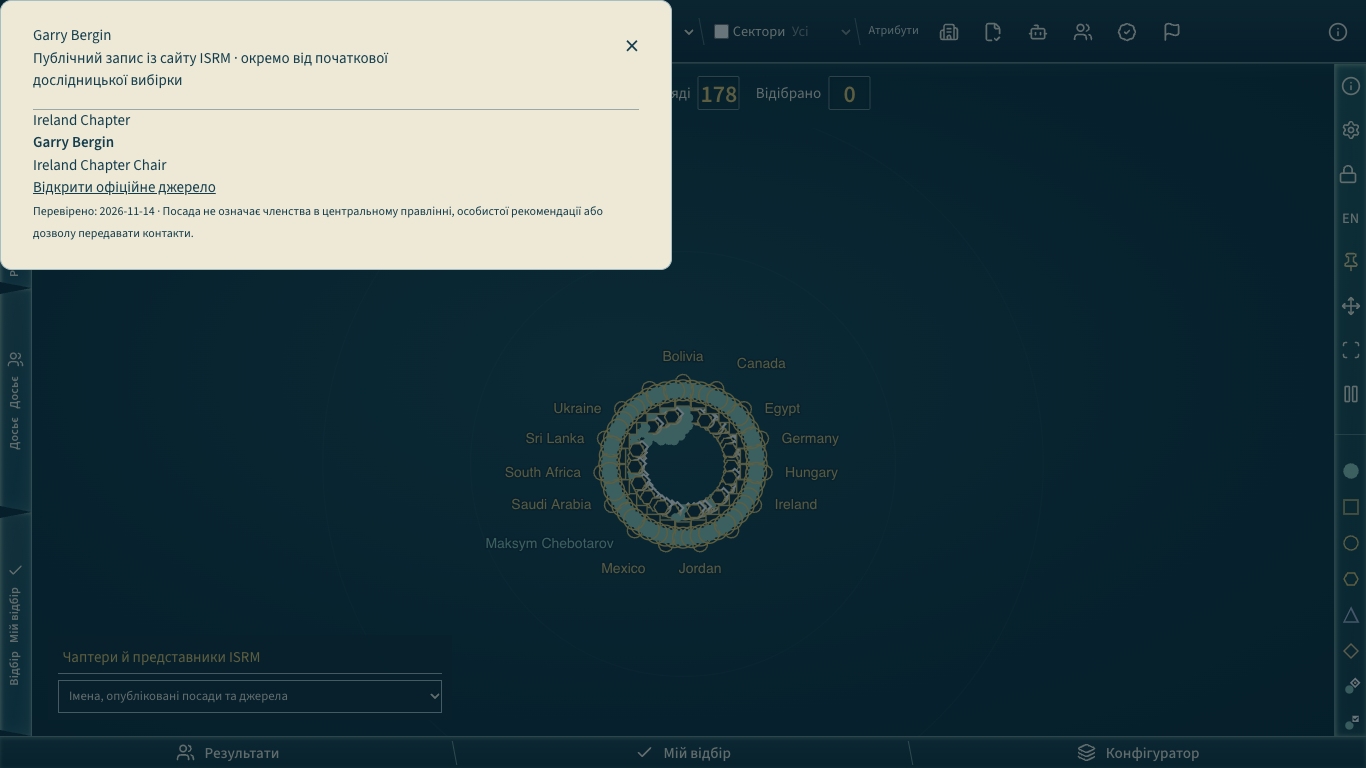 Garry Bergin
Публічний запис із сайту ISRM · окремо від початкової
дослідницької вибірки
Ireland Chapter
Garry Bergin
Ireland Chapter Chair
Відкрити офіційне джерело
Перевірено: 2026-11-14 · Посада не означає членства в центральному правлінні, особистої рекомендації або
дозволу передавати контакти.
Сектори Усі
Атрибути
178
Відібрано 0
EN
Досьє Досьє
Відбір Мій відбір
Bolivia
Canada
Ukraine
Egypt
Sri Lanka
Germany
South Africa
Hungary
Saudi Arabia
Ireland
Maksym Chebotarov
Mexico
Jordan
Чаптери й представники ISRM
Імена, опубліковані посади та джерела
Результати
Мій відбір
Конфігуратор